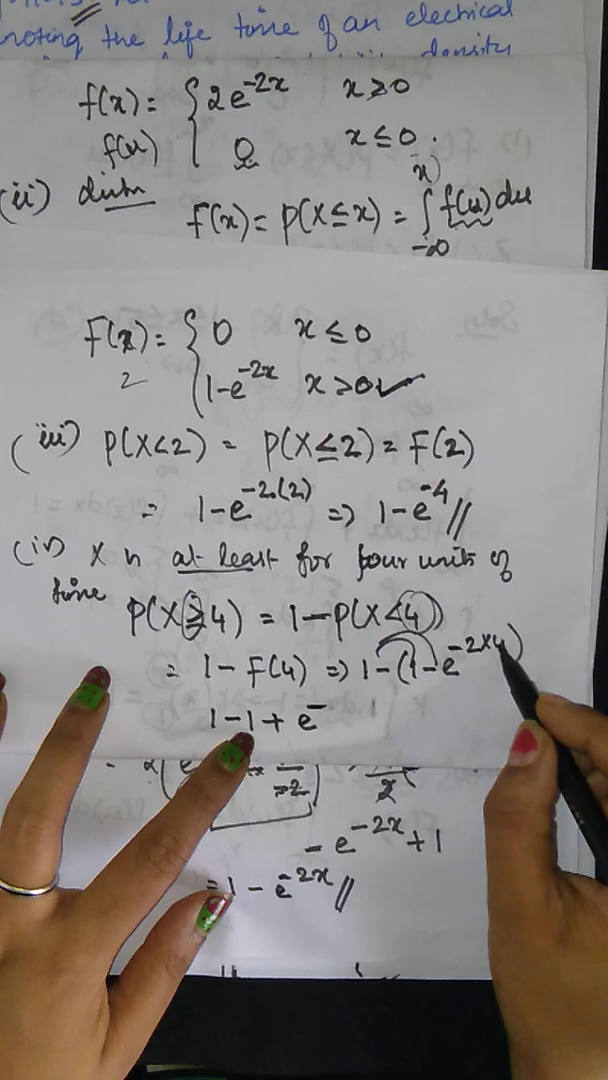 noting the life time of an electrical
density
f(x) = { 2e^-2x x ≥ 0
f(u) 0 x ≤ 0 .
(ii) distn
f(x) = P(X ≤ x) = ∫_-∞^x) f(u) du
F(x) = { 0 x ≤ 0
2 1-e^-2x x ≥ 0 ✓
(iii) P(X < 2) = P(X ≤ 2) = F(2)
= 1-e^-2(2) => 1-e^-4 //
(iv) X is at least for four units of
time
P(X ≥ 4) = 1-P(X < 4)
= 1-F(4) => 1-(1-e^-2x4)
1-1+e^-
-e^-2x + 1
= 1-e^-2x //